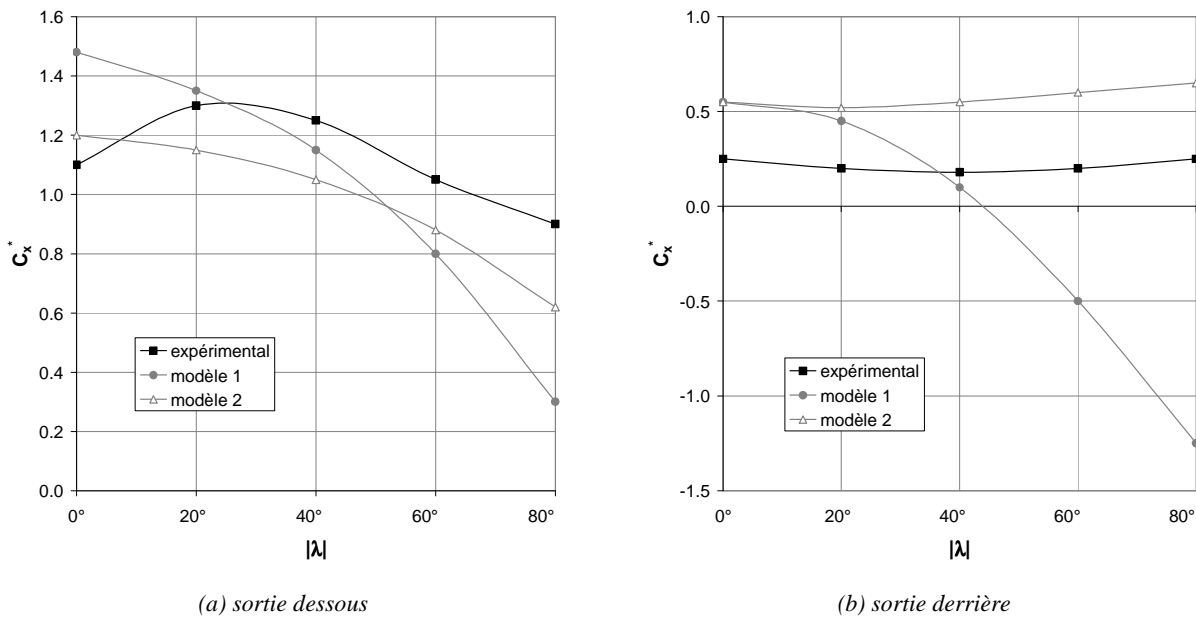 1.6
1.4
1.2
1.0
0.8
0.6
0.4
0.2
0.0
Cx*
expérimental
modèle 1
modèle 2
0° 20° 40° 60° 80°
|λ|
(a) sortie dessous
1.0
0.5
0.0
-0.5
-1.0
-1.5
Cx*
expérimental
modèle 1
modèle 2
0° 20° 40° 60° 80°
|λ|
(b) sortie derrière